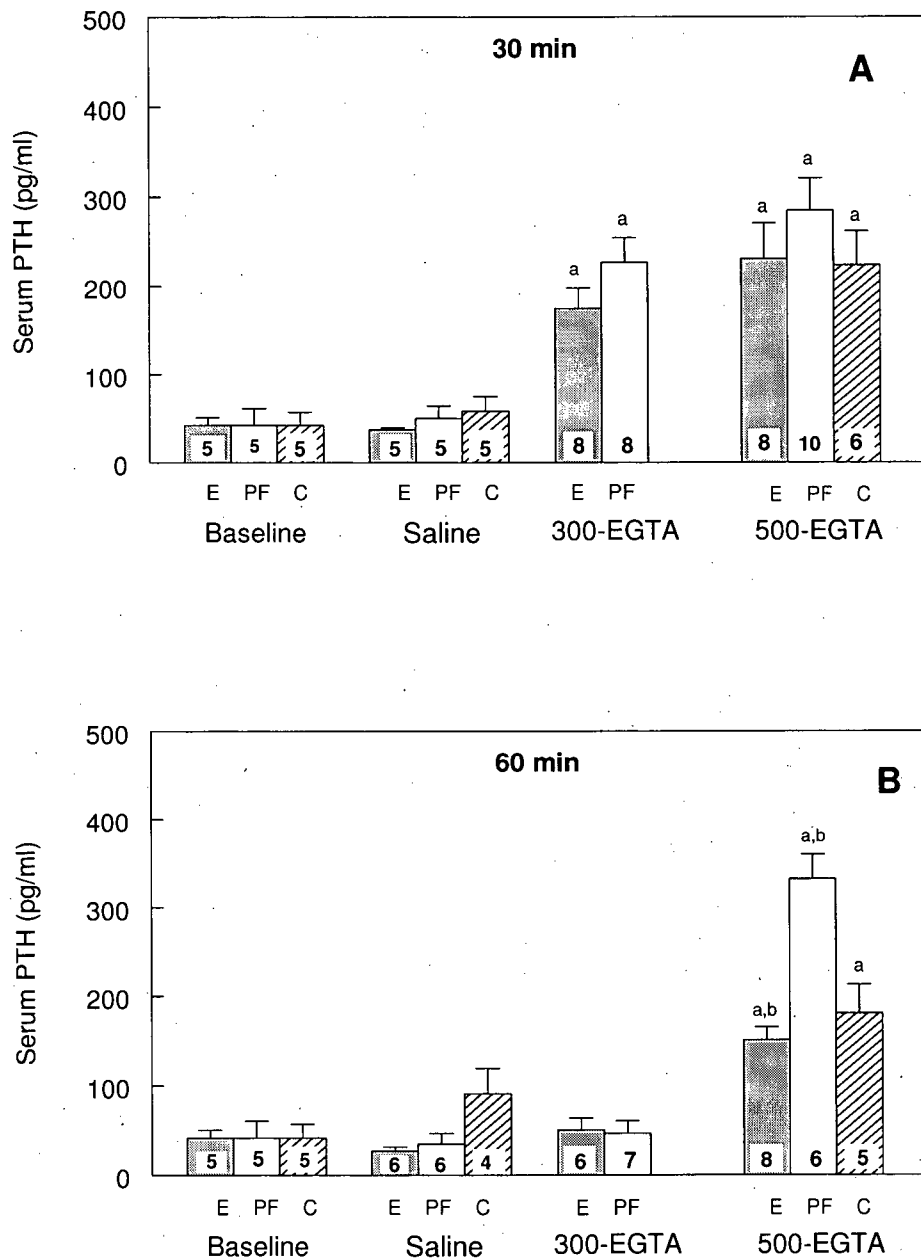 500
30 min
A
400
a
a
a
a
300
a
200
Serum PTH (pg/ml)
100
5 5 5 5 5 5 8 8 8 10 6
0
E PF C E PF C E PF E PF C
Baseline Saline 300-EGTA 500-EGTA
500
60 min
B
400
a,b
300
a
200
a,b
Serum PTH (pg/ml)
100
5 5 5 6 6 4 6 7 8 6 5
0
E PF C E PF C E PF E PF C
Baseline Saline 300-EGTA 500-EGTA